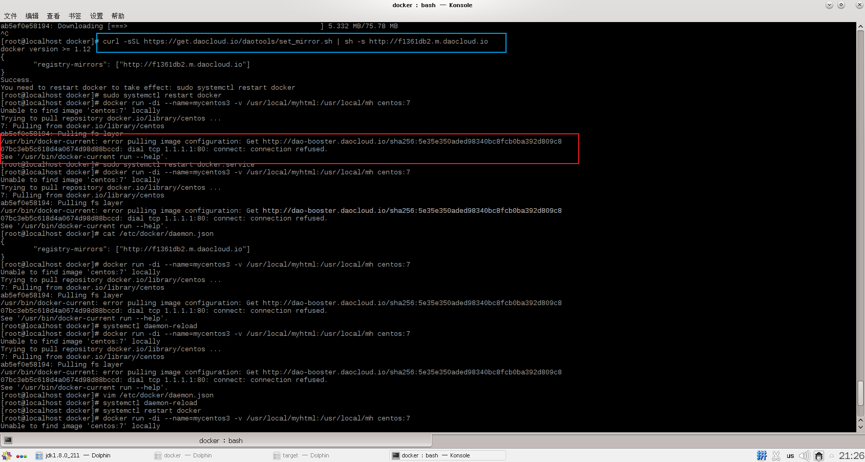 docker : bash — Konsole
文件 编辑 查看 书签 设置 帮助
ab5ef0e58194: Downloading [===> ] 5.332 MB/75.78 MB
^C
[root@localhost docker]# curl -sSL https://get.daocloud.io/daotools/set_mirror.sh | sh -s http://f1361db2.m.daocloud.io
docker version >= 1.12
{
"registry-mirrors": ["http://f1361db2.m.daocloud.io"]
}
Success.
You need to restart docker to take effect: sudo systemctl restart docker
[root@localhost docker]# sudo systemctl restart docker
[root@localhost docker]# docker run -di --name=mycentos3 -v /usr/local/myhtml:/usr/local/mh centos:7
Unable to find image 'centos:7' locally
Trying to pull repository docker.io/library/centos ...
7: Pulling from docker.io/library/centos
ab5ef0e58194: Pulling fs layer
/usr/bin/docker-current: error pulling image configuration: Get http://dao-booster.daocloud.io/sha256:5e35e350aded98340bc8fcb0ba392d809c8
07bc3eb5c618d4a0674d98d88bccd: dial tcp 1.1.1.1:80: connect: connection refused.
See '/usr/bin/docker-current run --help'.
[root@localhost docker]# sudo systemctl restart docker.service
[root@localhost docker]# docker run -di --name=mycentos3 -v /usr/local/myhtml:/usr/local/mh centos:7
Unable to find image 'centos:7' locally
Trying to pull repository docker.io/library/centos ...
7: Pulling from docker.io/library/centos
ab5ef0e58194: Pulling fs layer
/usr/bin/docker-current: error pulling image configuration: Get http://dao-booster.daocloud.io/sha256:5e35e350aded98340bc8fcb0ba392d809c8
07bc3eb5c618d4a0674d98d88bccd: dial tcp 1.1.1.1:80: connect: connection refused.
See '/usr/bin/docker-current run --help'.
[root@localhost docker]# cat /etc/docker/daemon.json
{
"registry-mirrors": ["http://f1361db2.m.daocloud.io"]
}
[root@localhost docker]# docker run -di --name=mycentos3 -v /usr/local/myhtml:/usr/local/mh centos:7
Unable to find image 'centos:7' locally
Trying to pull repository docker.io/library/centos ...
7: Pulling from docker.io/library/centos
ab5ef0e58194: Pulling fs layer
/usr/bin/docker-current: error pulling image configuration: Get http://dao-booster.daocloud.io/sha256:5e35e350aded98340bc8fcb0ba392d809c8
07bc3eb5c618d4a0674d98d88bccd: dial tcp 1.1.1.1:80: connect: connection refused.
See '/usr/bin/docker-current run --help'.
[root@localhost docker]# systemctl daemon-reload
[root@localhost docker]# docker run -di --name=mycentos3 -v /usr/local/myhtml:/usr/local/mh centos:7
Unable to find image 'centos:7' locally
Trying to pull repository docker.io/library/centos ...
7: Pulling from docker.io/library/centos
ab5ef0e58194: Pulling fs layer
/usr/bin/docker-current: error pulling image configuration: Get http://dao-booster.daocloud.io/sha256:5e35e350aded98340bc8fcb0ba392d809c8
07bc3eb5c618d4a0674d98d88bccd: dial tcp 1.1.1.1:80: connect: connection refused.
See '/usr/bin/docker-current run --help'.
[root@localhost docker]# vim /etc/docker/daemon.json
[root@localhost docker]# systemctl daemon-reload
[root@localhost docker]# systemctl restart docker
[root@localhost docker]# docker run -di --name=mycentos3 -v /usr/local/myhtml:/usr/local/mh centos:7
Unable to find image 'centos:7' locally
docker : bash
jdk1.8.0_211 — Dolphin docker — Dolphin target — Dolphin docker : bash — Konsole 拼 us 21:26